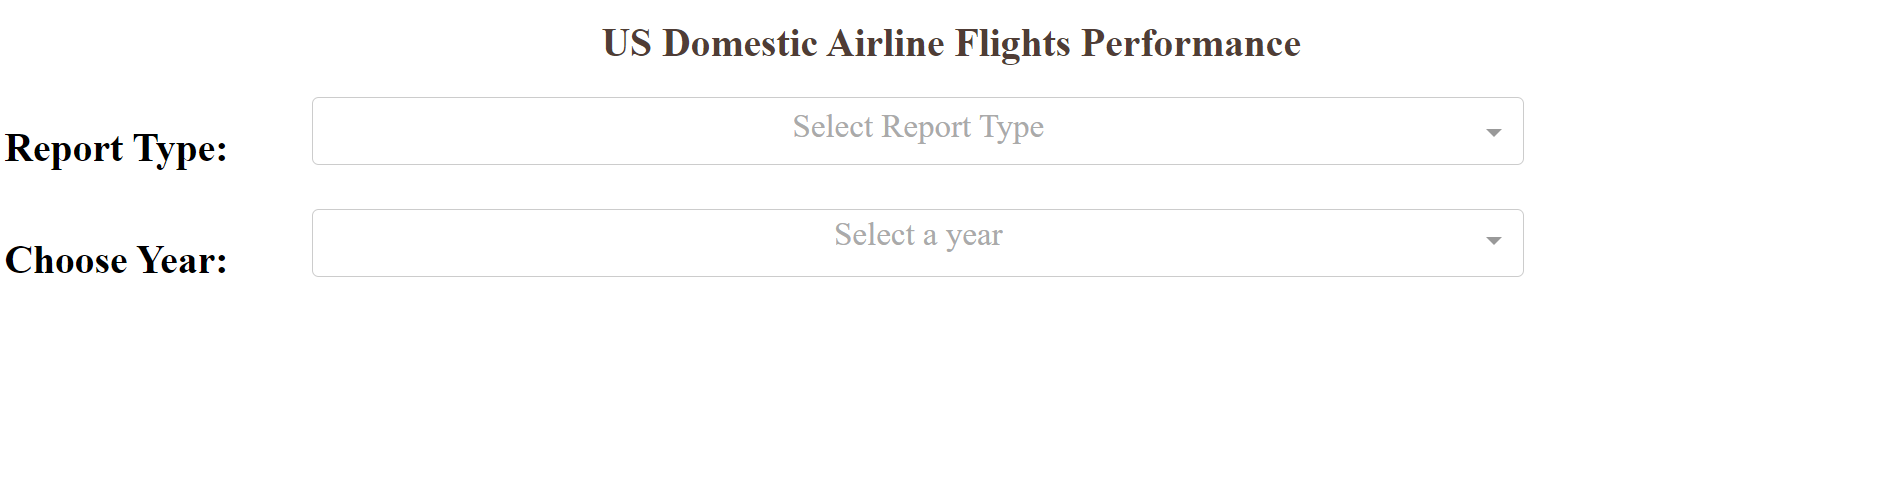 US Domestic Airline Flights Performance
Report Type:
Select Report Type
Choose Year:
Select a year